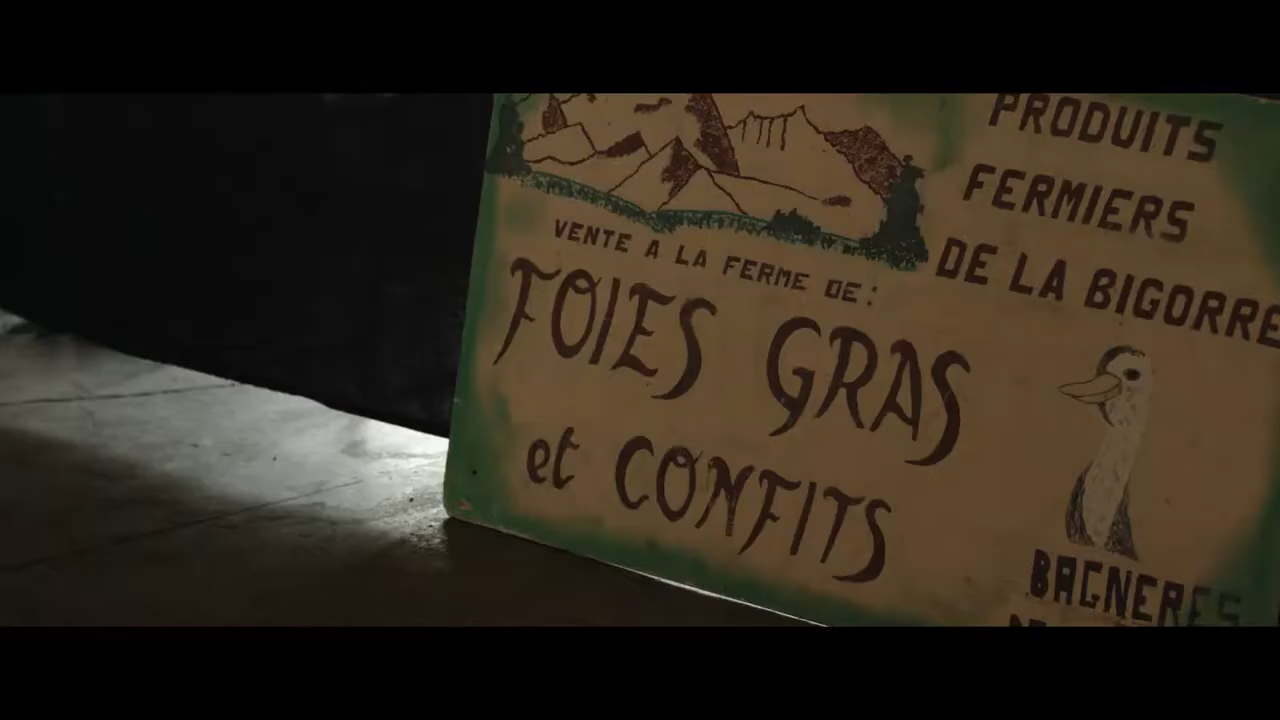 PRODUITS
FERMIERS
DE LA BIGORRE
VENTE A LA FERME DE:
FOIES GRAS
et CONFITS
BAGNERES